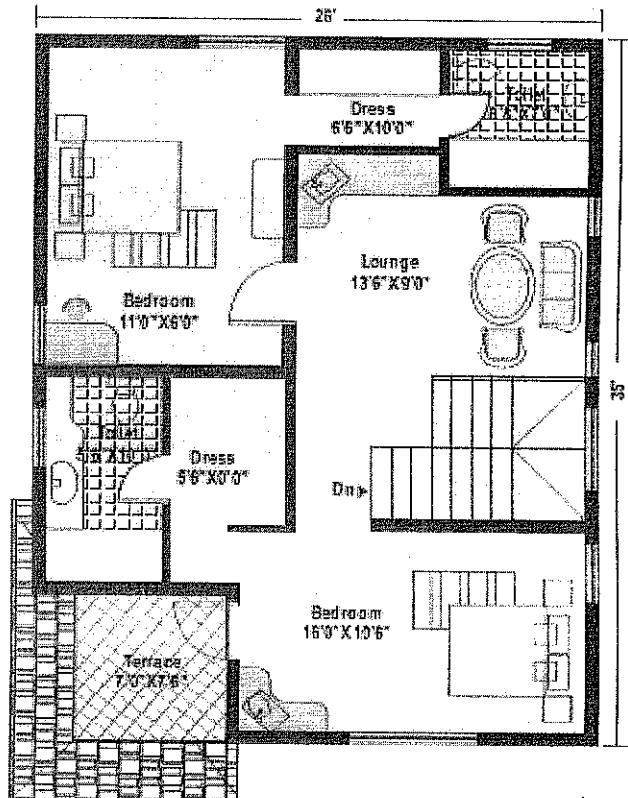 26'
Dress
6'6"X10'0"
Lounge
13'6"X9'0"
Bedroom
11'0"X6'0"
35'
Dress
5'6"X0'0"
Dn
Bedroom
16'0"X10'6"
Terrace
7'0"X7'6"